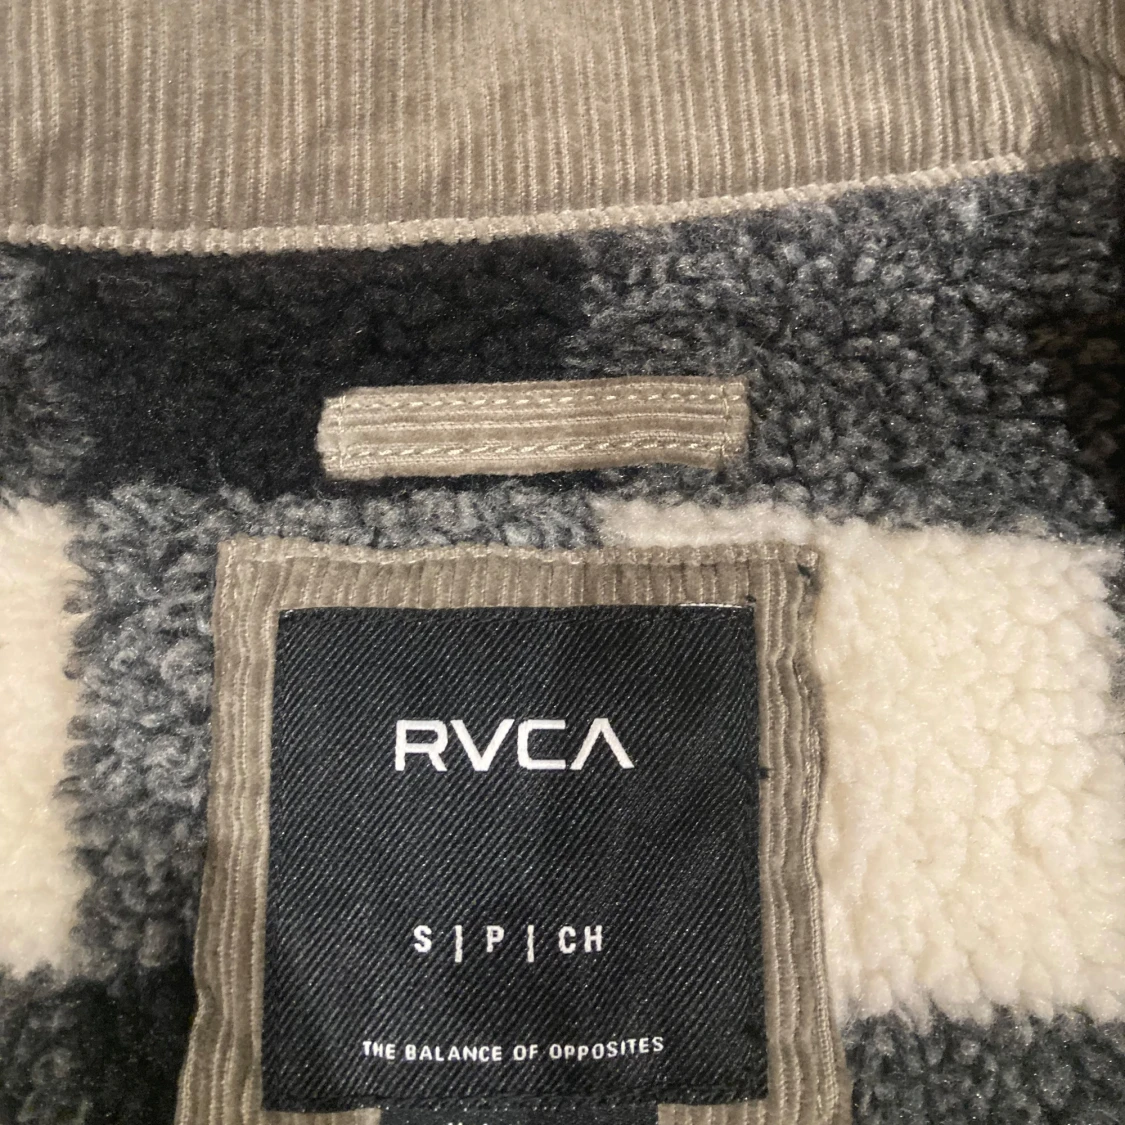 RVCA
S | P | CH
THE BALANCE OF OPPOSITES